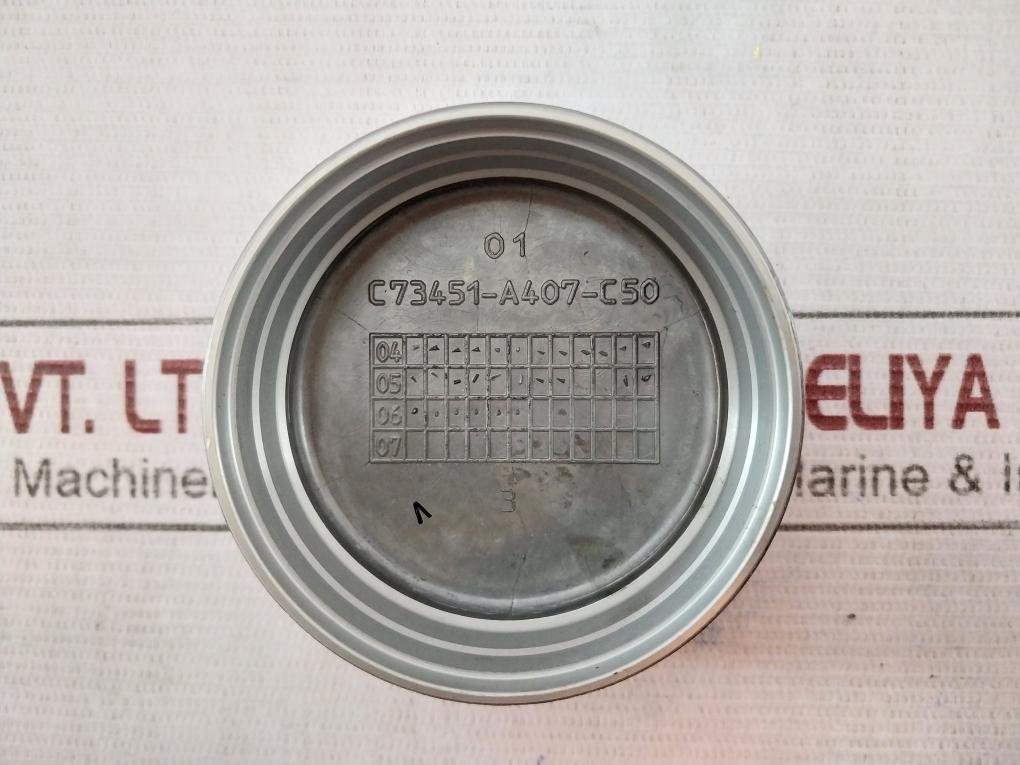 01
C73451-A407-C50
04
05
06
07
3
VT. LT
ELIYA
Machine
arine & I